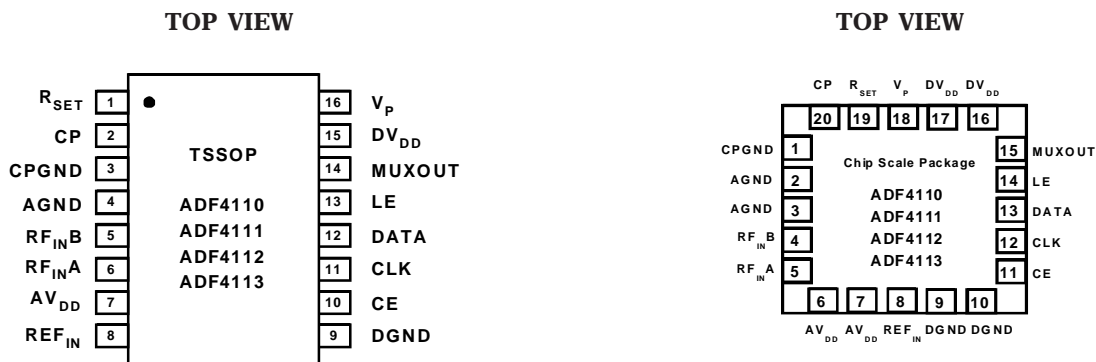 TOP VIEW
R_SET 1 16 V_P
CP 2 15 DV_DD
TSSOP
CPGND 3 14 MUXOUT
AGND 4 13 LE
ADF4110
RF_INB 5 12 DATA
ADF4111
ADF4112
RF_INA 6 11 CLK
ADF4113
AV_DD 7 10 CE
REF_IN 8 9 DGND
TOP VIEW
CP R_SET V_P DV_DD DV_DD
20 19 18 17 16
CPGND 1 15 MUXOUT
Chip Scale Package
AGND 2 14 LE
ADF4110
AGND 3 13 DATA
ADF4111
RF_INB 4 12 CLK
ADF4112
ADF4113
RF_INA 5 11 CE
6 7 8 9 10
AV_DD AV_DD REF_IN DGND DGND